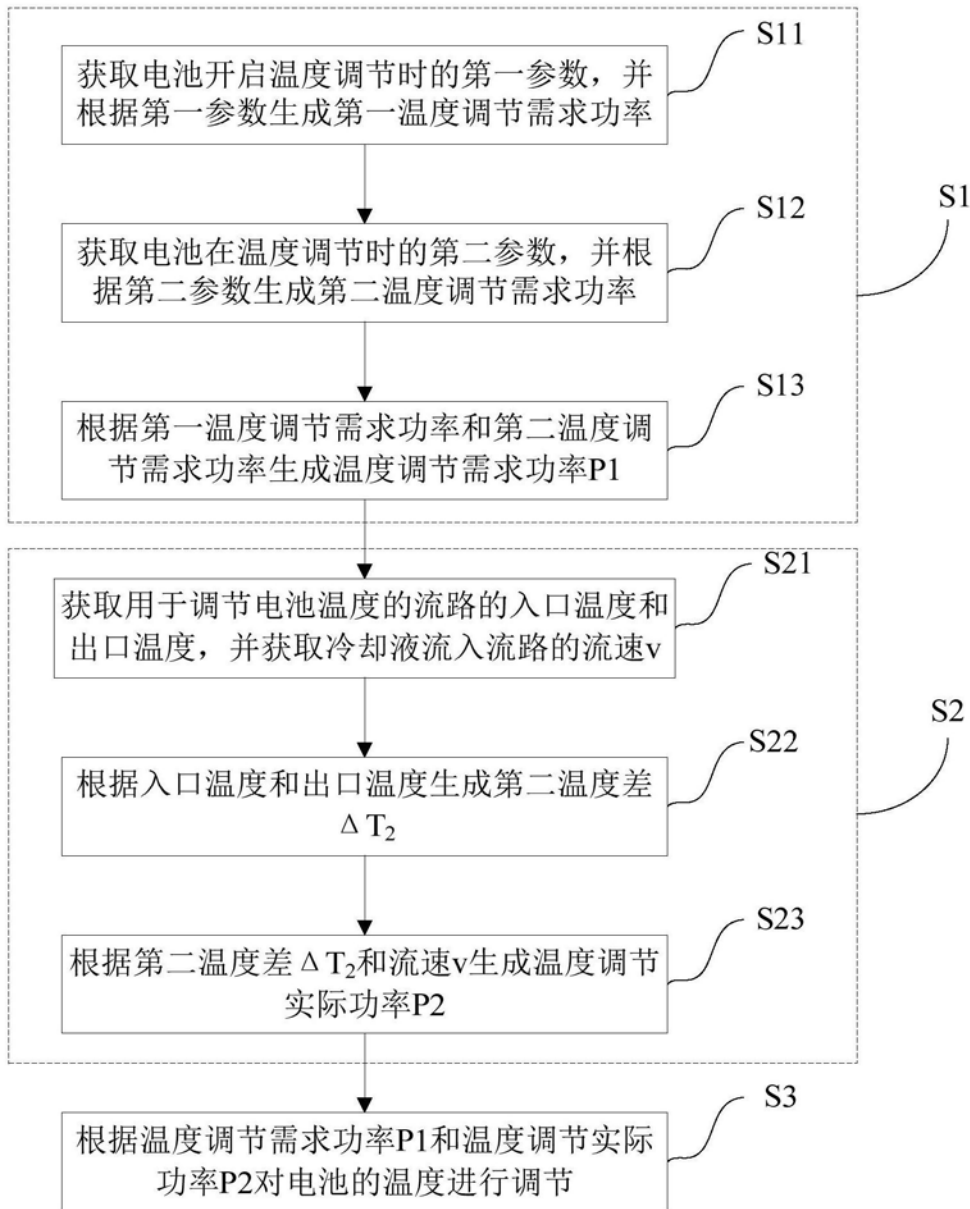 S11
获取电池开启温度调节时的第一参数，并
根据第一参数生成第一温度调节需求功率
S1
S12
获取电池在温度调节时的第二参数，并根
据第二参数生成第二温度调节需求功率
S13
根据第一温度调节需求功率和第二温度调
节需求功率生成温度调节需求功率P1
S21
获取用于调节电池温度的流路的入口温度和
出口温度，并获取冷却液流入流路的流速v
S2
S22
根据入口温度和出口温度生成第二温度差
ΔT₂
S23
根据第二温度差ΔT₂和流速v生成温度调节
实际功率P2
S3
根据温度调节需求功率P1和温度调节实际
功率P2对电池的温度进行调节